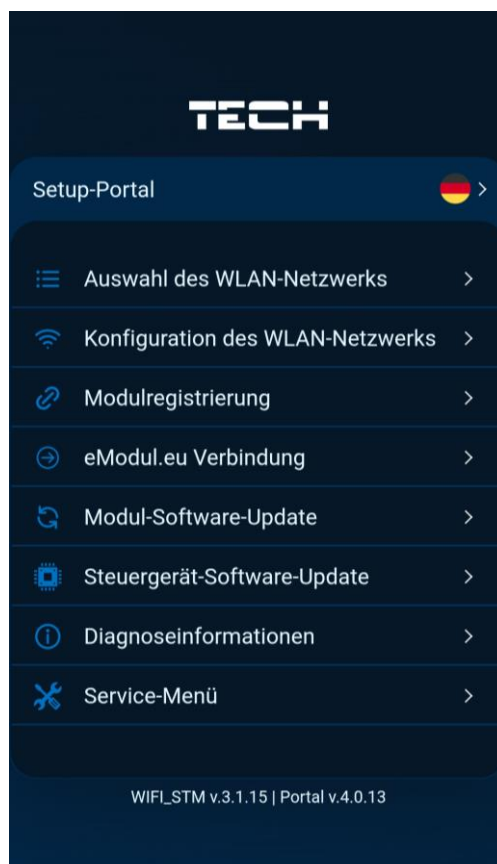 TECH
Setup-Portal
Auswahl des WLAN-Netzwerks
Konfiguration des WLAN-Netzwerks
Modulregistrierung
eModul.eu Verbindung
Modul-Software-Update
Steuergerät-Software-Update
Diagnoseinformationen
Service-Menü
WIFI_STM v.3.1.15 | Portal v.4.0.13